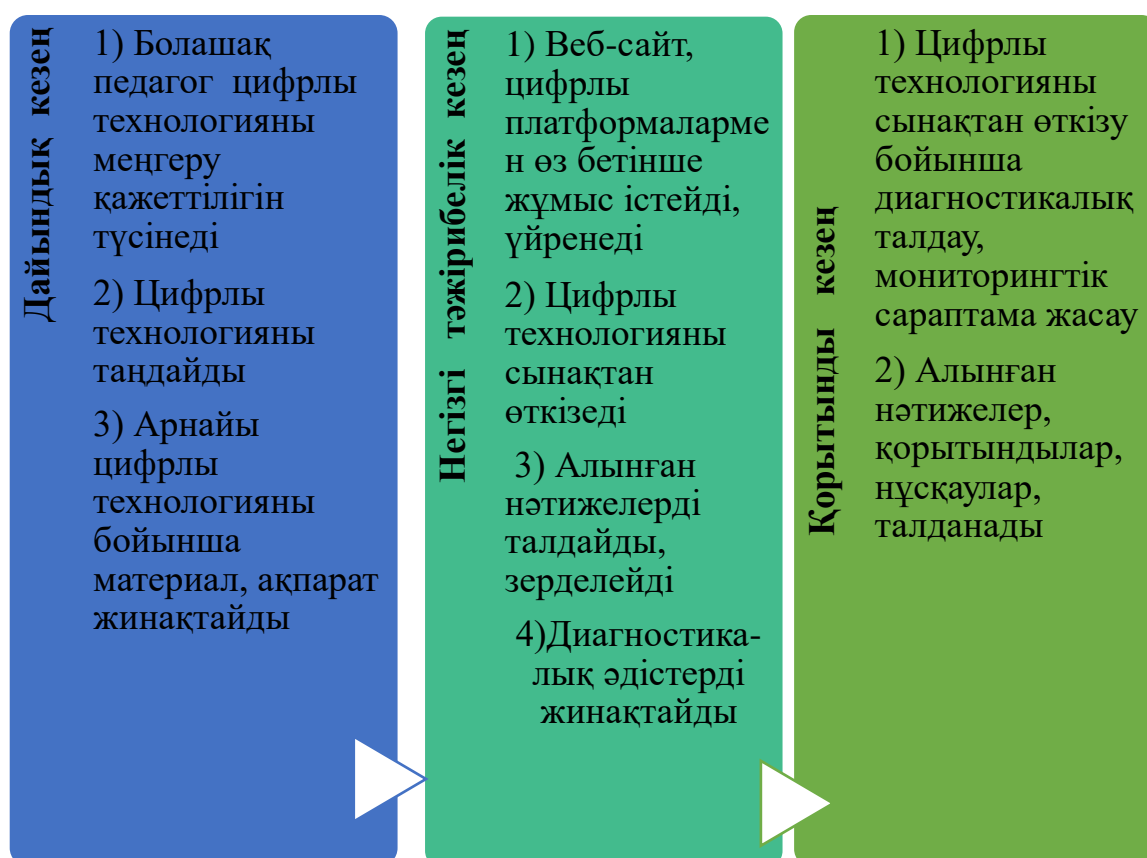 Дайындық кезең
1) Болашақ
педагог цифрлы
технологияны
меңгеру
қажеттілігін
түсінеді
2) Цифрлы
технологияны
таңдайды
3) Арнайы
цифрлы
технологияны
бойынша
материал, ақпарат
жинақтайды
Негізгі тәжірибелік кезең
1) Веб-сайт,
цифрлы
платформаларме
н өз бетінше
жұмыс істейді,
үйренеді
2) Цифрлы
технологияны
сынақтан
өткізеді
3) Алынған
нәтижелерді
талдайды,
зерделейді
4)Диагностика-
лық әдістерді
жинақтайды
Қорытынды кезең
1) Цифрлы
технологияны
сынақтан өткізу
бойынша
диагностикалық
талдау,
мониторингтік
сараптама жасау
2) Алынған
нәтижелер,
қорытындылар,
нұсқаулар,
талданады